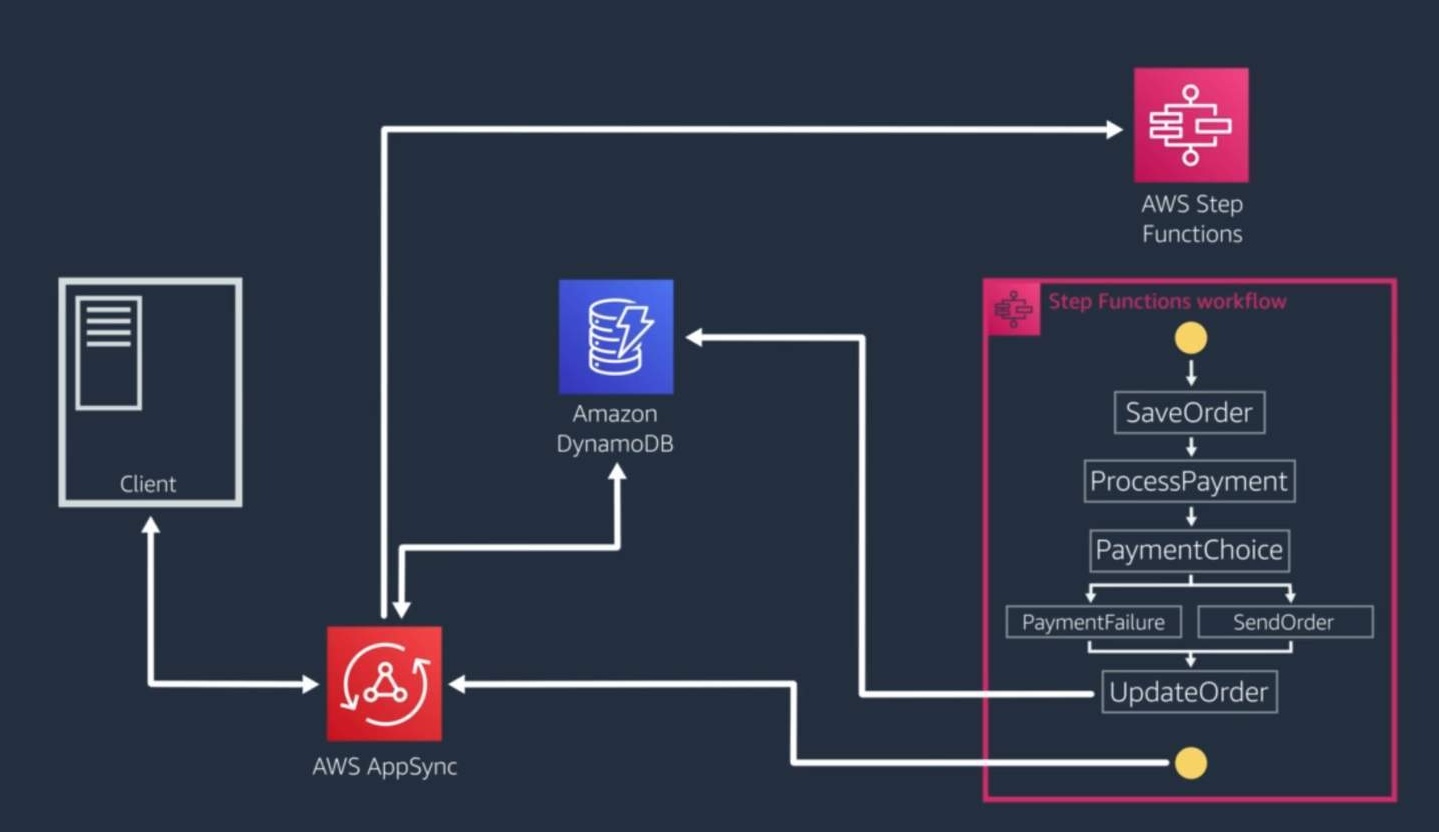 AWS Step
Functions
Client
Amazon
DynamoDB
AWS AppSync
Step Functions workflow
SaveOrder
ProcessPayment
PaymentChoice
PaymentFailure
SendOrder
UpdateOrder